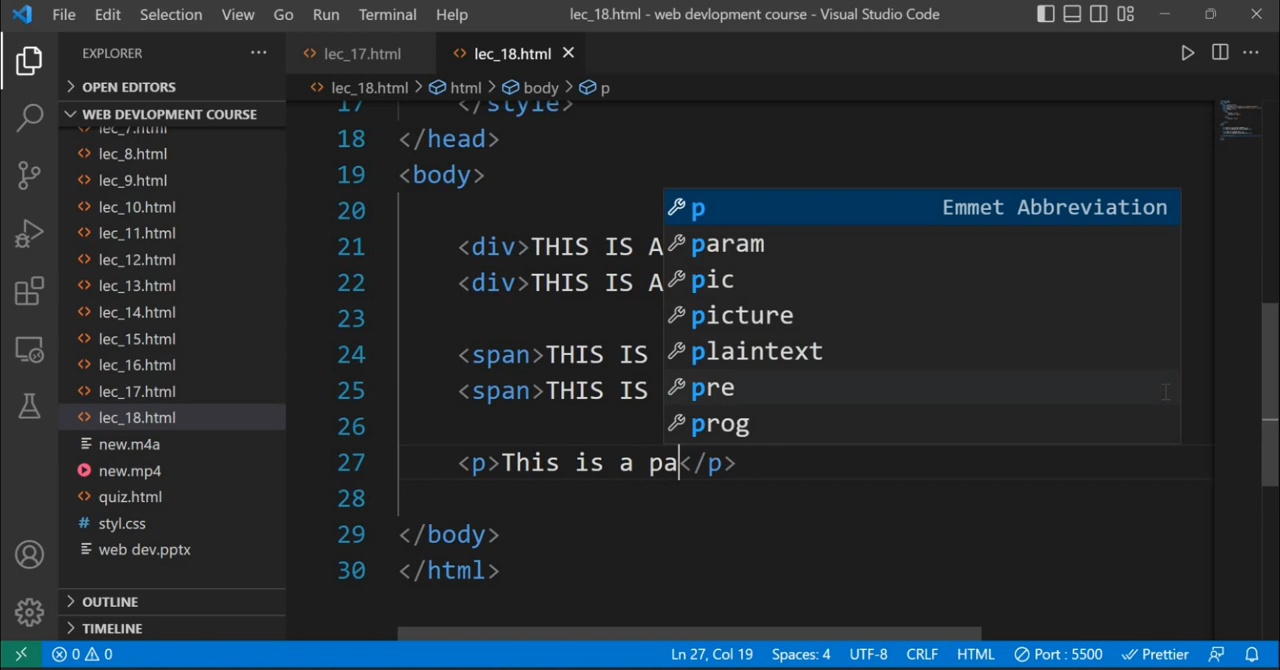 File Edit Selection View Go Run Terminal Help lec_18.html - web devlopment course - Visual Studio Code
EXPLORER ···
OPEN EDITORS
WEB DEVLOPMENT COURSE
lec_7.html
lec_8.html
lec_9.html
lec_10.html
lec_11.html
lec_12.html
lec_13.html
lec_14.html
lec_15.html
lec_16.html
lec_17.html
lec_18.html
new.m4a
new.mp4
quiz.html
styl.css
web dev.pptx
OUTLINE
TIMELINE
lec_17.html lec_18.html
lec_18.html > html > body > p
17 </style>
18 </head>
19 <body>
20
21 <div>THIS IS A
22 <div>THIS IS A
23
24 <span>THIS IS
25 <span>THIS IS
26
27 <p>This is a pa</p>
28
29 </body>
30 </html>
p Emmet Abbreviation
param
pic
picture
plaintext
pre
prog
0 0 Ln 27, Col 19 Spaces: 4 UTF-8 CRLF HTML Port : 5500 Prettier